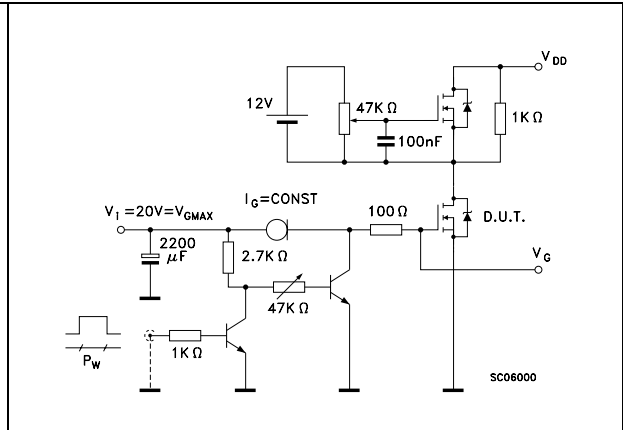 V DD
12V
47K Ω
1K Ω
100nF
I G =CONST
V I =20V=V GMAX
100 Ω
D.U.T.
2200
μF
2.7K Ω
V G
47K Ω
1K Ω
P W
SC06000